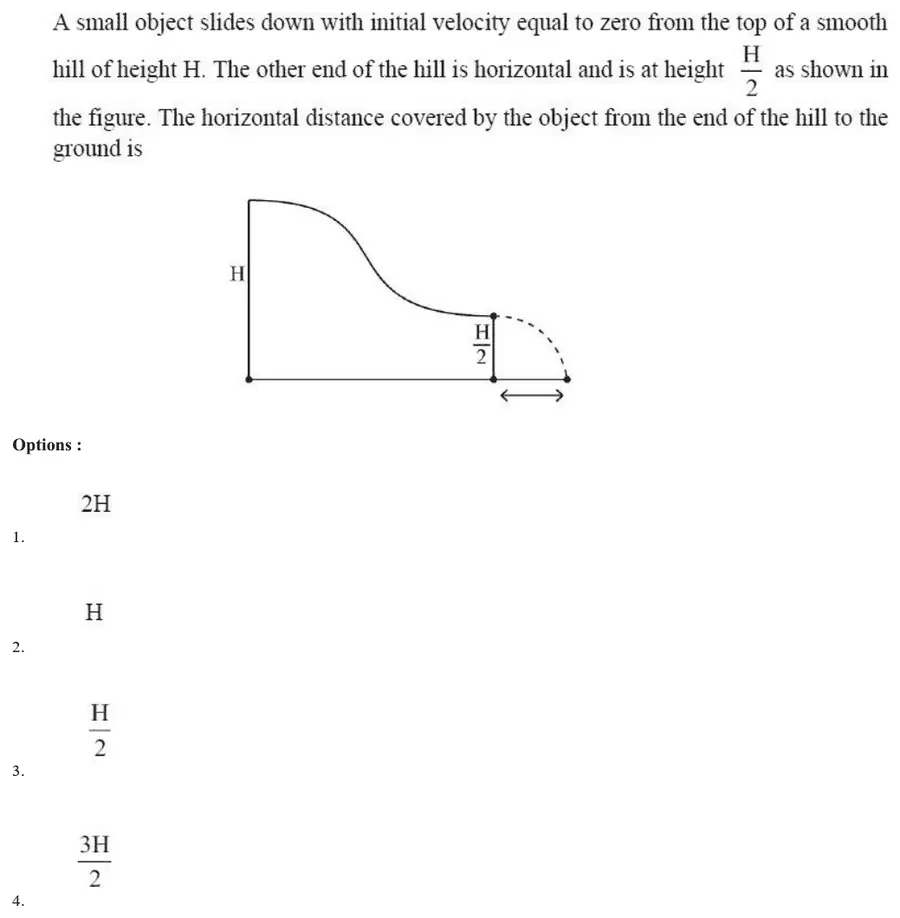 A small object slides down with initial velocity equal to zero from the top of a smooth
hill of height H. The other end of the hill is horizontal and is at height H/2 as shown in
the figure. The horizontal distance covered by the object from the end of the hill to the
ground is
H
H/2
Options :
2H
1.
H
2.
H/2
3.
3H/2
4.